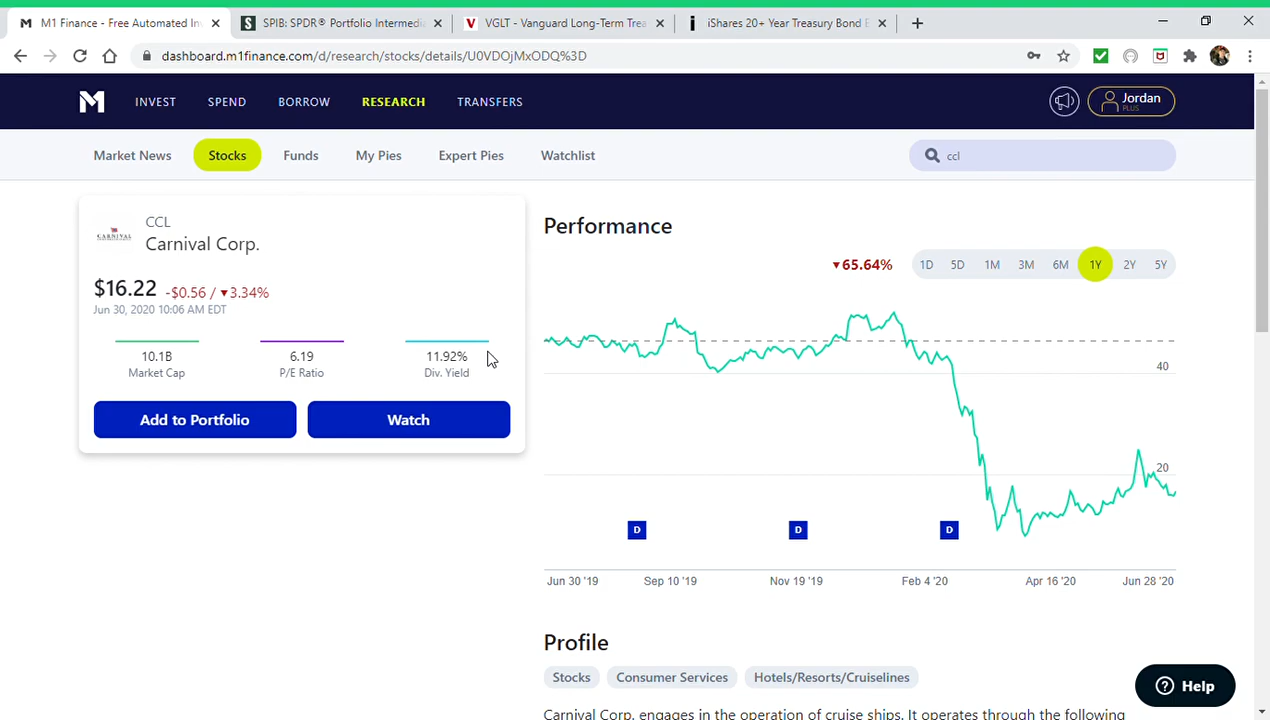 M1 Finance - Free Automated In
SPIB: SPDR® Portfolio Intermedi
VGLT - Vanguard Long-Term Trea
iShares 20+ Year Treasury Bond E
dashboard.m1finance.com/d/research/stocks/details/U0VDOjMxODQ%3D
INVEST
SPEND
BORROW
RESEARCH
TRANSFERS
Jordan
PLUS
Market News
Stocks
Funds
My Pies
Expert Pies
Watchlist
ccl
CARNIVAL
CCL
Carnival Corp.
$16.22 -$0.56 / ▼3.34%
Jun 30, 2020 10:06 AM EDT
10.1B
Market Cap
6.19
P/E Ratio
11.92%
Div. Yield
Add to Portfolio
Watch
Performance
▼65.64%
1D 5D 1M 3M 6M 1Y 2Y 5Y
40
20
D D D
Jun 30 '19 Sep 10 '19 Nov 19 '19 Feb 4 '20 Apr 16 '20 Jun 28 '20
Profile
Stocks
Consumer Services
Hotels/Resorts/Cruiselines
Carnival Corp. engages in the operation of cruise ships. It operates through the following
Help